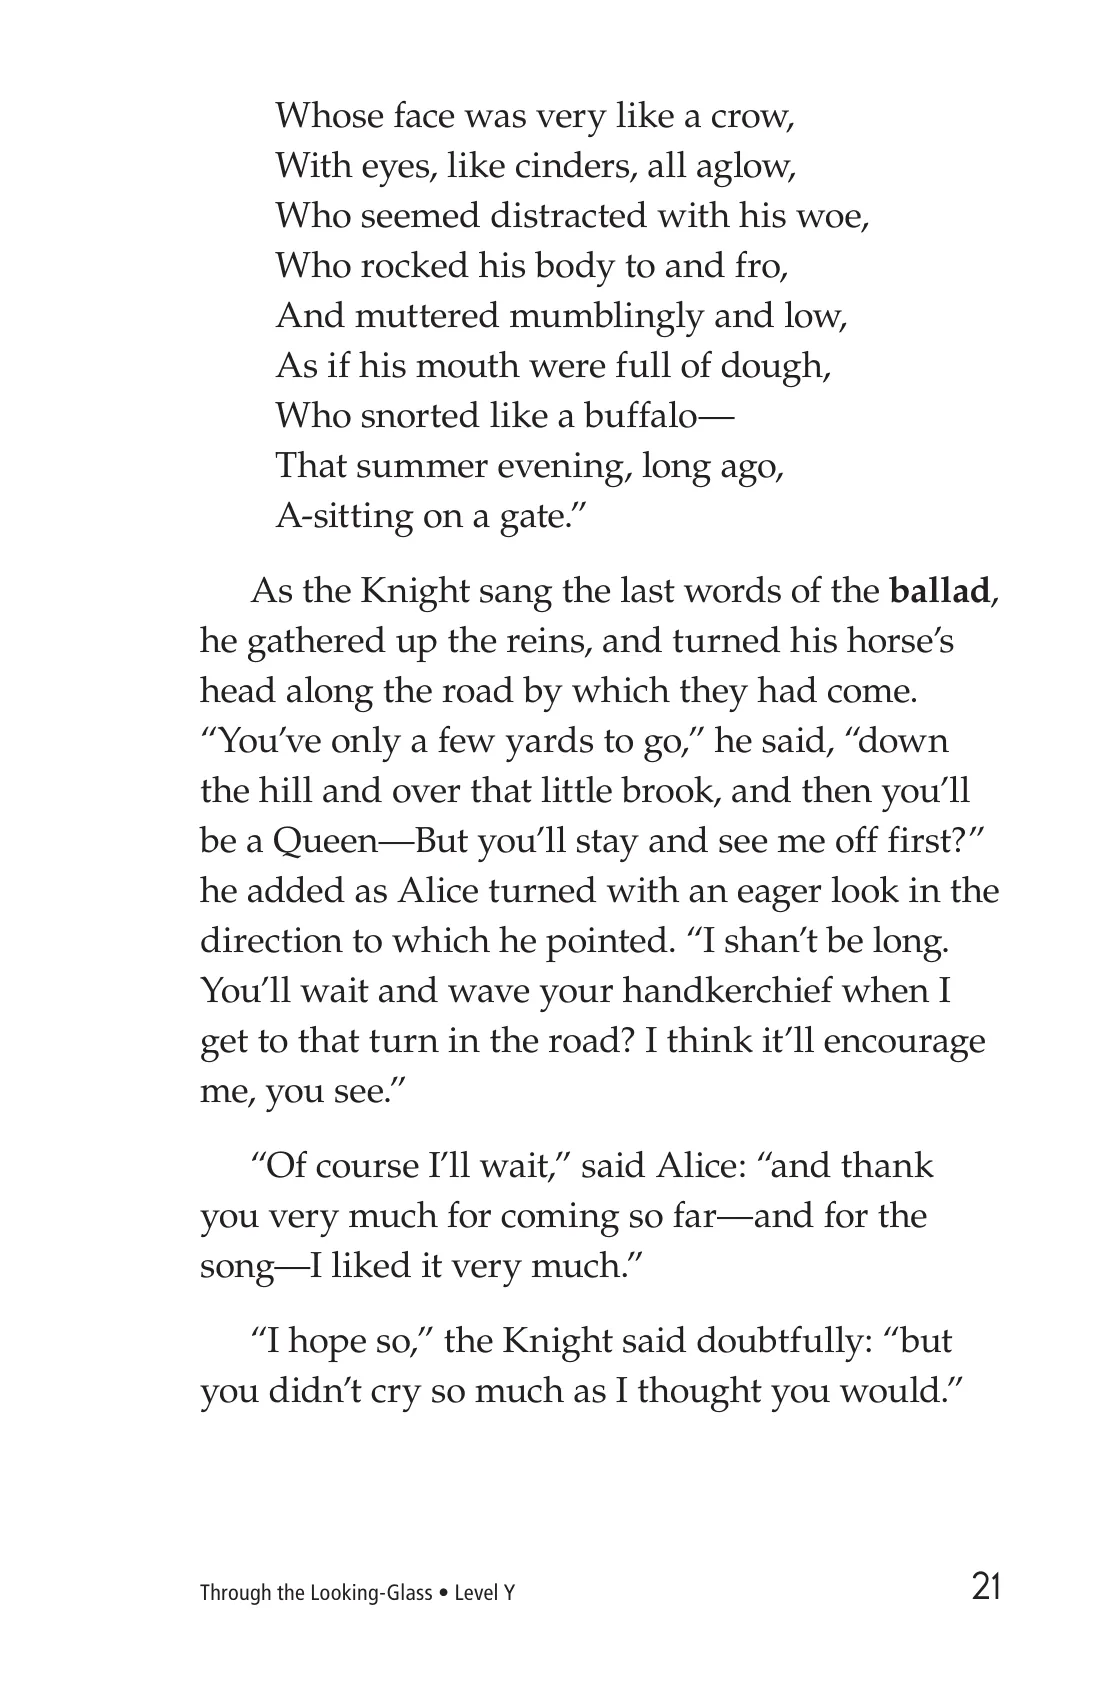 Whose face was very like a crow,
With eyes, like cinders, all aglow,
Who seemed distracted with his woe,
Who rocked his body to and fro,
And muttered mumblingly and low,
As if his mouth were full of dough,
Who snorted like a buffalo—
That summer evening, long ago,
A-sitting on a gate.”
As the Knight sang the last words of the ballad,
he gathered up the reins, and turned his horse’s
head along the road by which they had come.
“You’ve only a few yards to go,” he said, “down
the hill and over that little brook, and then you’ll
be a Queen—But you’ll stay and see me off first?”
he added as Alice turned with an eager look in the
direction to which he pointed. “I shan’t be long.
You’ll wait and wave your handkerchief when I
get to that turn in the road? I think it’ll encourage
me, you see.”
“Of course I’ll wait,” said Alice: “and thank
you very much for coming so far—and for the
song—I liked it very much.”
“I hope so,” the Knight said doubtfully: “but
you didn’t cry so much as I thought you would.”
Through the Looking-Glass • Level Y
21